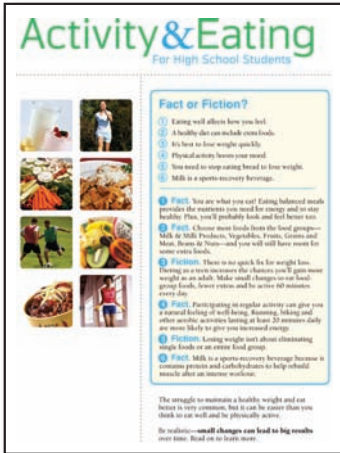 Activity&Eating
For High School Students
Fact or Fiction?
1 Eating well affects how you feel.
2 A healthy diet can include extra foods.
3 It's best to lose weight quickly.
4 Physical activity boosts your mood.
5 You need to stop eating bread to lose weight.
6 Milk is a sports-recovery beverage.
1 Fact. You are what you eat! Eating balanced meals
provides the nutrients you need for energy and to stay
healthy. Plus, you'll probably look and feel better too.
2 Fact. Choose most foods from the food groups—
Milk & Milk Products, Vegetables, Fruits, Grains and
Meat, Beans & Nuts—and you will still have room for
some extra foods.
3 Fiction. There is no quick fix for weight loss.
Dieting as a teen increases the chances you'll gain more
weight as an adult. Make small changes to eat food-
group foods, fewer extras and be active 60 minutes
every day.
4 Fact. Participating in regular activity can give you
a natural feeling of well-being. Running, biking and
other aerobic activities lasting at least 20 minutes daily
are more likely to give you increased energy.
5 Fiction. Losing weight isn't about eliminating
single foods or an entire food group.
6 Fact. Milk is a sports-recovery beverage because it
contains protein and carbohydrates to help rebuild
muscle after an intense workout.
The struggle to maintain a healthy weight and eat
better is very common, but it can be easier than you
think to eat well and be physically active.
Be realistic—small changes can lead to big results
over time. Read on to learn more.